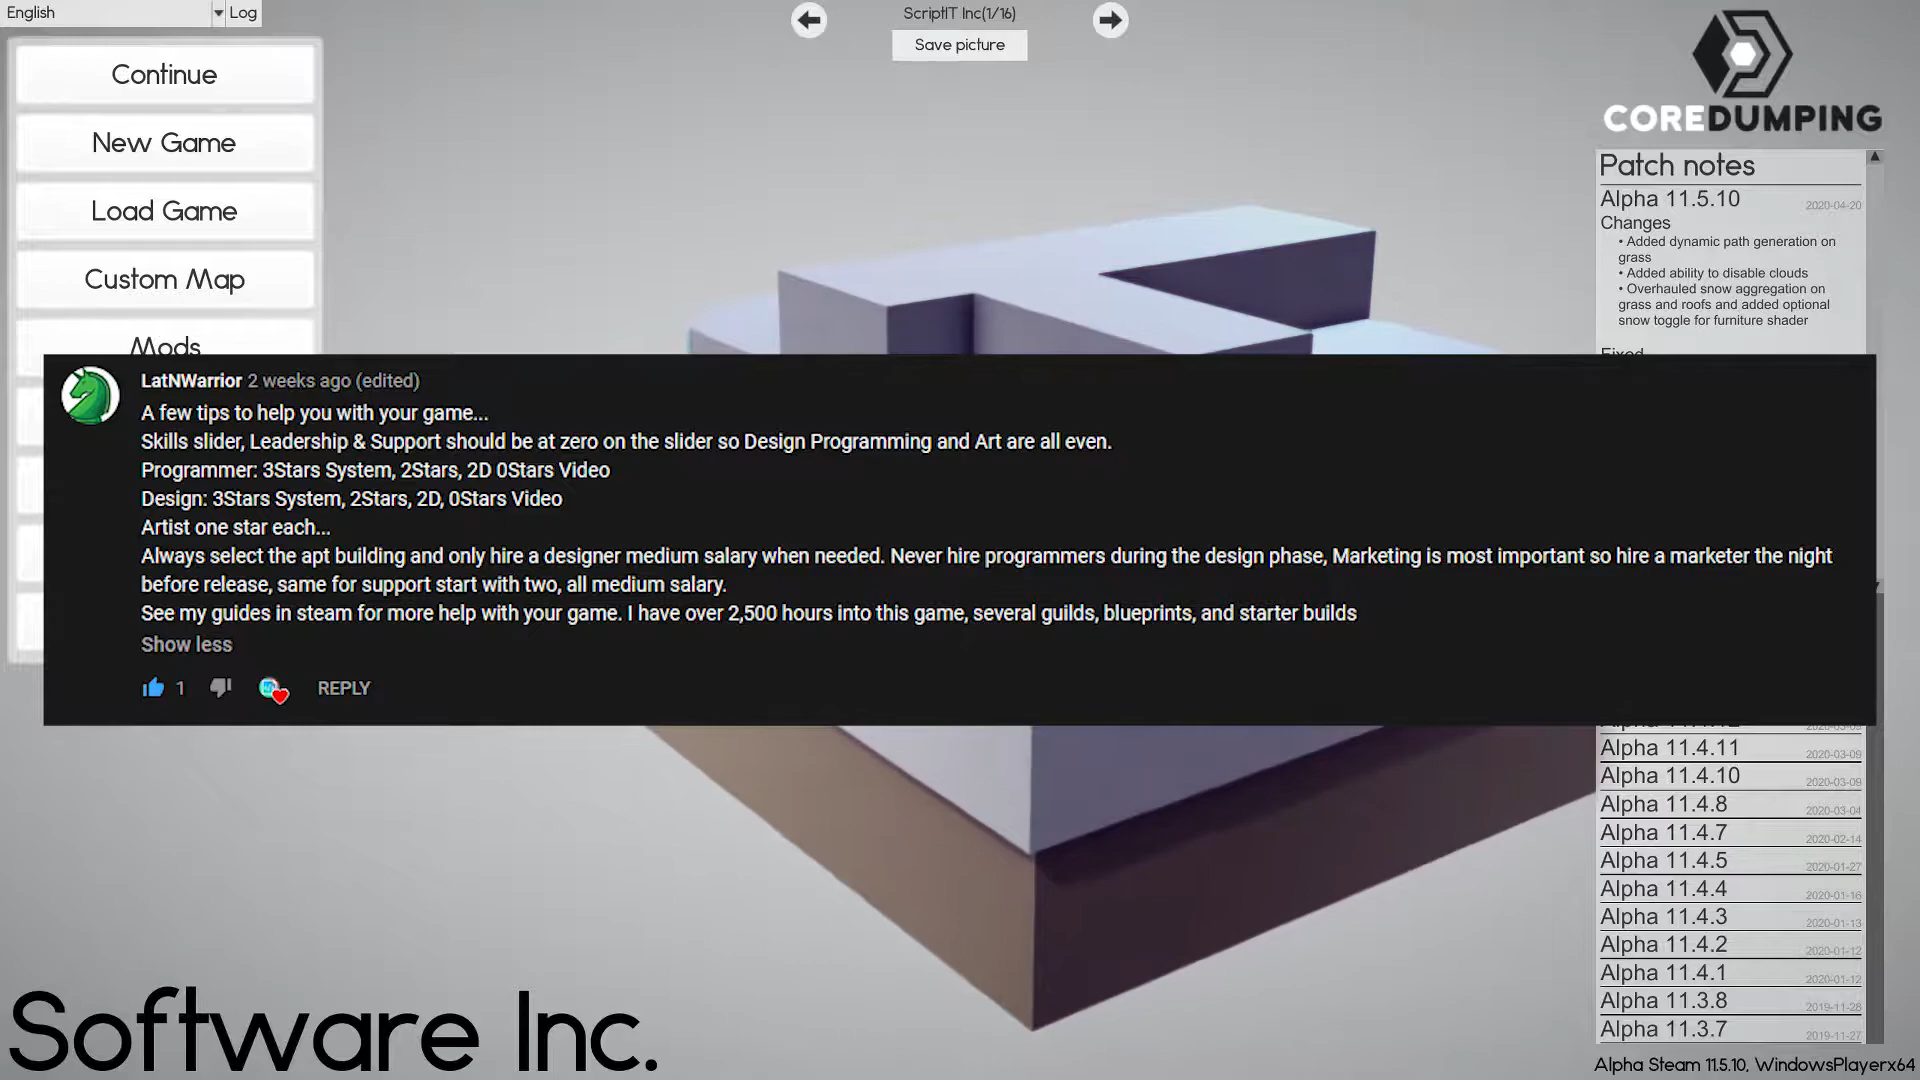 English
Log
ScriptIT Inc(1/16)
Save picture
Continue
New Game
Load Game
Custom Map
Mods
COREDUMPING
Patch notes
Alpha 11.5.10 2020-04-20
Changes
• Added dynamic path generation on
grass
• Added ability to disable clouds
• Overhauled snow aggregation on
grass and roofs and added optional
snow toggle for furniture shader
Fixed
LatNWarrior 2 weeks ago (edited)
A few tips to help you with your game...
Skills slider, Leadership & Support should be at zero on the slider so Design Programming and Art are all even.
Programmer: 3Stars System, 2Stars, 2D 0Stars Video
Design: 3Stars System, 2Stars, 2D, 0Stars Video
Artist one star each...
Always select the apt building and only hire a designer medium salary when needed. Never hire programmers during the design phase, Marketing is most important so hire a marketer the night
before release, same for support start with two, all medium salary.
See my guides in steam for more help with your game. I have over 2,500 hours into this game, several guilds, blueprints, and starter builds
Show less
1 REPLY
Alpha 11.4.11 2020-03-09
Alpha 11.4.10 2020-03-09
Alpha 11.4.8 2020-03-04
Alpha 11.4.7 2020-02-14
Alpha 11.4.5 2020-01-27
Alpha 11.4.4 2020-01-16
Alpha 11.4.3 2020-01-13
Alpha 11.4.2 2020-01-12
Alpha 11.4.1 2020-01-12
Alpha 11.3.8 2019-11-28
Alpha 11.3.7 2019-11-27
Software Inc.
Alpha Steam 11.5.10, WindowsPlayerx64